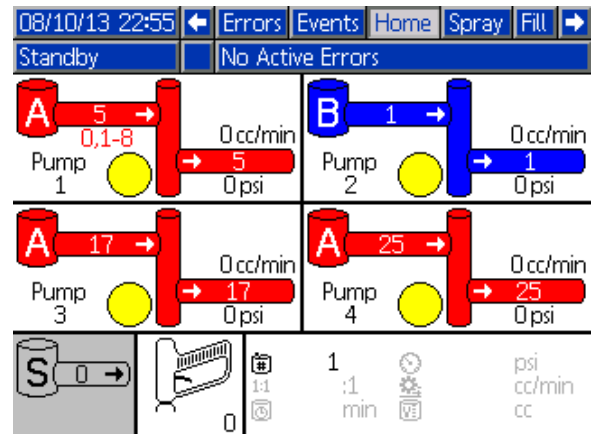 08/10/13 22:55 Errors Events Home Spray Fill
Standby No Active Errors
A 5
0,1-8
0 cc/min
Pump 1
5
0 psi
B 1
0 cc/min
Pump 2
1
0 psi
A 17
0 cc/min
Pump 3
17
0 psi
A 25
0 cc/min
Pump 4
25
0 psi
S 0
0
# 1 psi
1:1 :1 cc/min
min cc